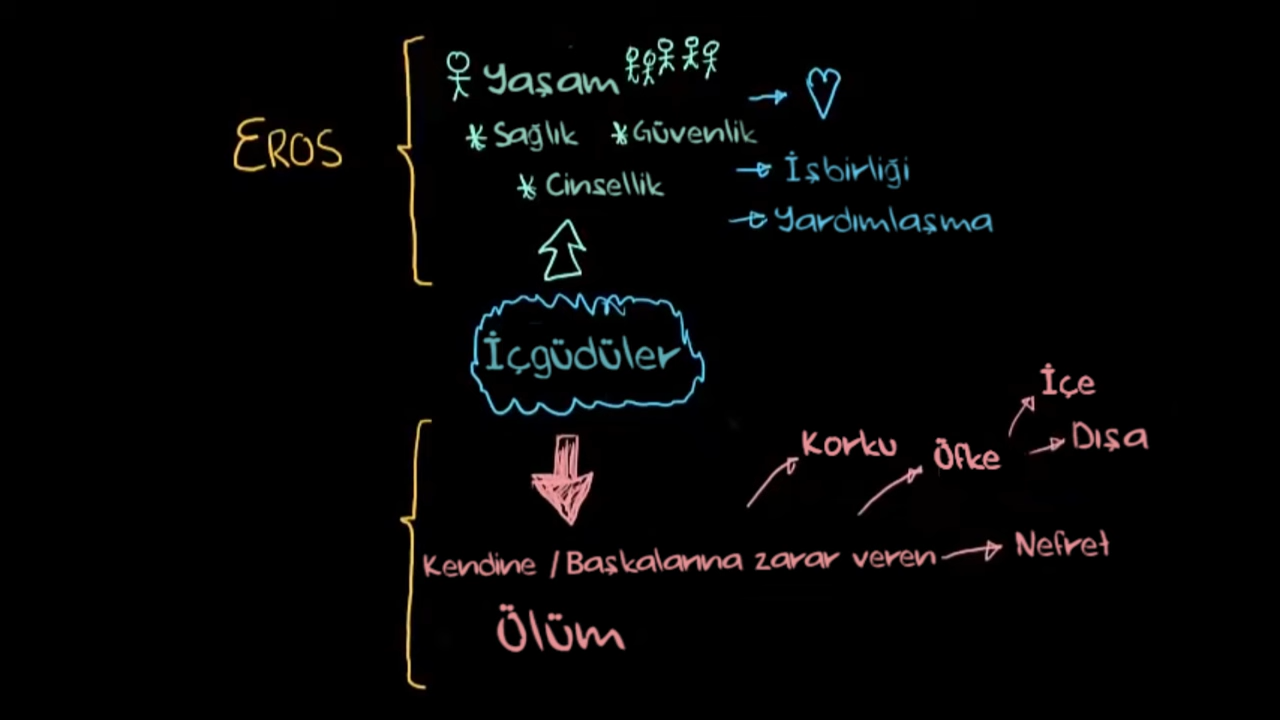 EROS
Yaşam
* Sağlık * Güvenlik
* Cinsellik
İşbirliği
Yardımlaşma
İçgüdüler
Korku
Öfke
İçe
Dışa
Kendine / Başkalarına zarar veren
Nefret
Ölüm